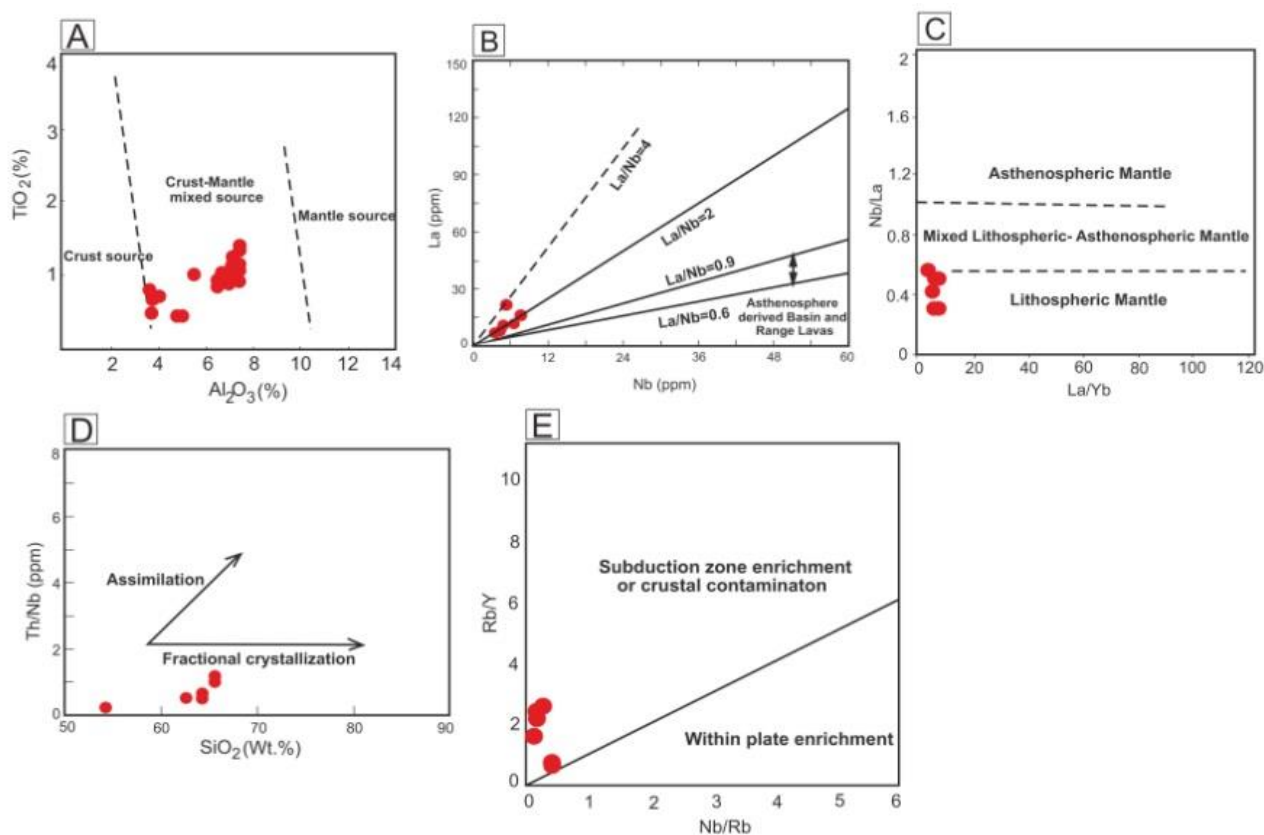 A
TiO₂(%)
4
3
2
1
Crust-Mantle
mixed source
Mantle source
Crust source
2
4
6
8
10
12
14
Al₂O₃(%)
B
La (ppm)
150
120
90
60
30
0
La/Nb=4
La/Nb=2
La/Nb=0.9
La/Nb=0.6
Asthenosphere
derived Basin and
Range Lavas
0
12
24
36
48
60
Nb (ppm)
C
Nb/La
2
1.6
1.2
0.8
0.4
0
Asthenospheric Mantle
Mixed Lithospheric- Asthenospheric Mantle
Lithospheric Mantle
0
20
40
60
80
100
120
La/Yb
D
Th/Nb (ppm)
8
6
4
2
0
Assimilation
Fractional crystallization
50
60
70
80
90
SiO₂(Wt.%)
E
Rb/Y
10
8
6
4
2
0
Subduction zone enrichment
or crustal contaminaton
Within plate enrichment
0
1
2
3
4
5
6
Nb/Rb